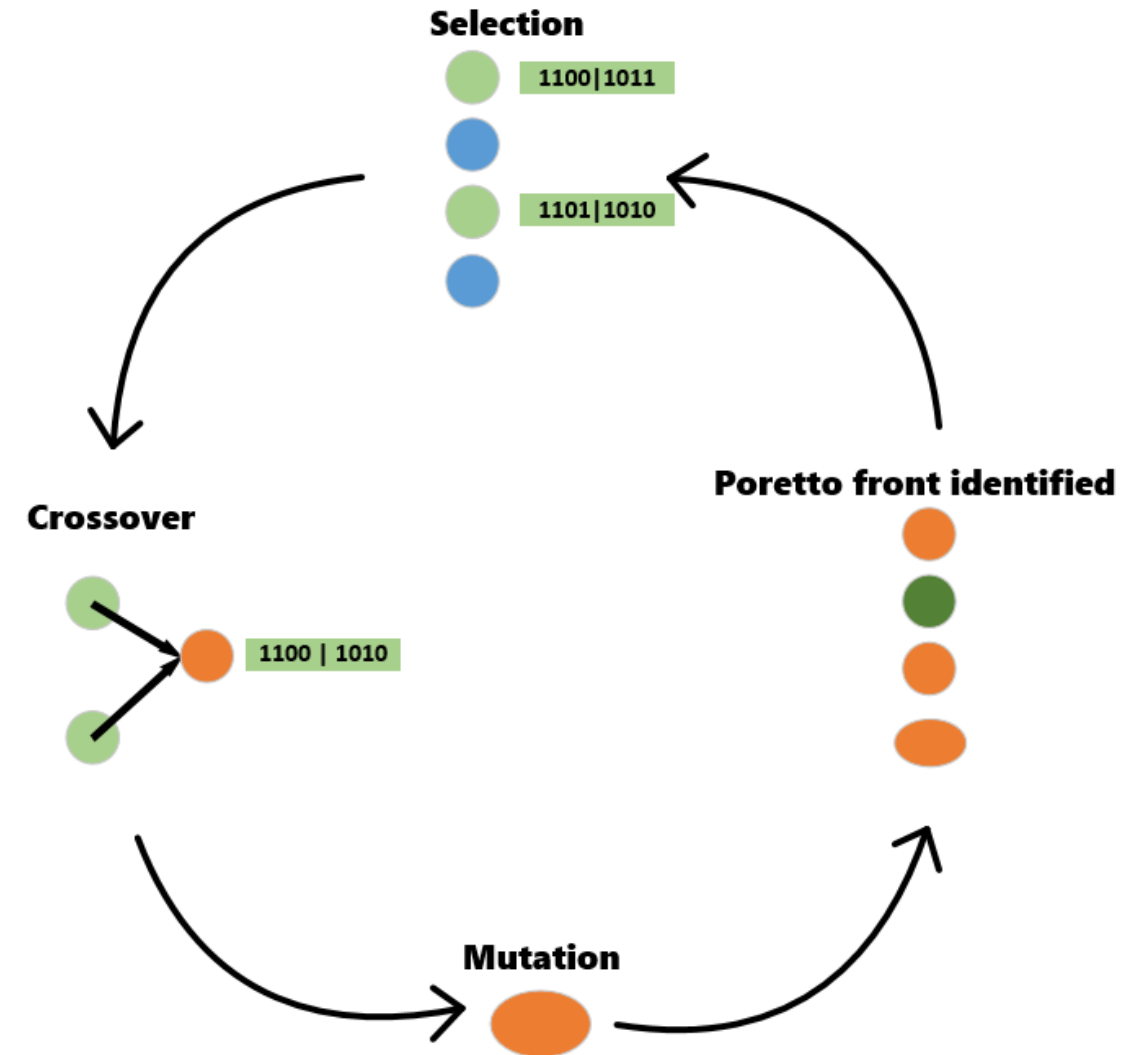 Selection
1100|1011
1101|1010
Poretto front identified
Crossover
1100 | 1010
Mutation